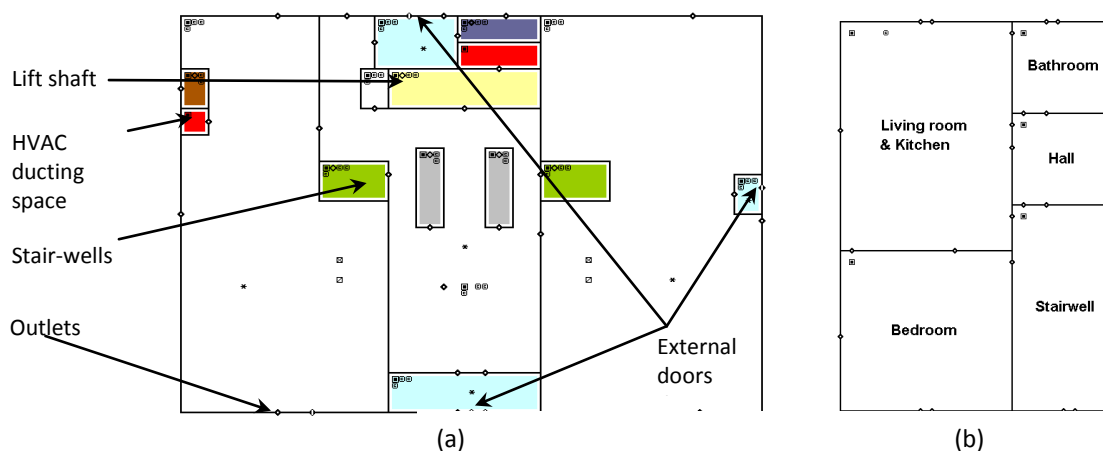 Lift shaft
HVAC
ducting
space
Stair-wells
Outlets
External
doors
(a)
Bathroom
Living room
& Kitchen
Hall
Bedroom
Stairwell
(b)